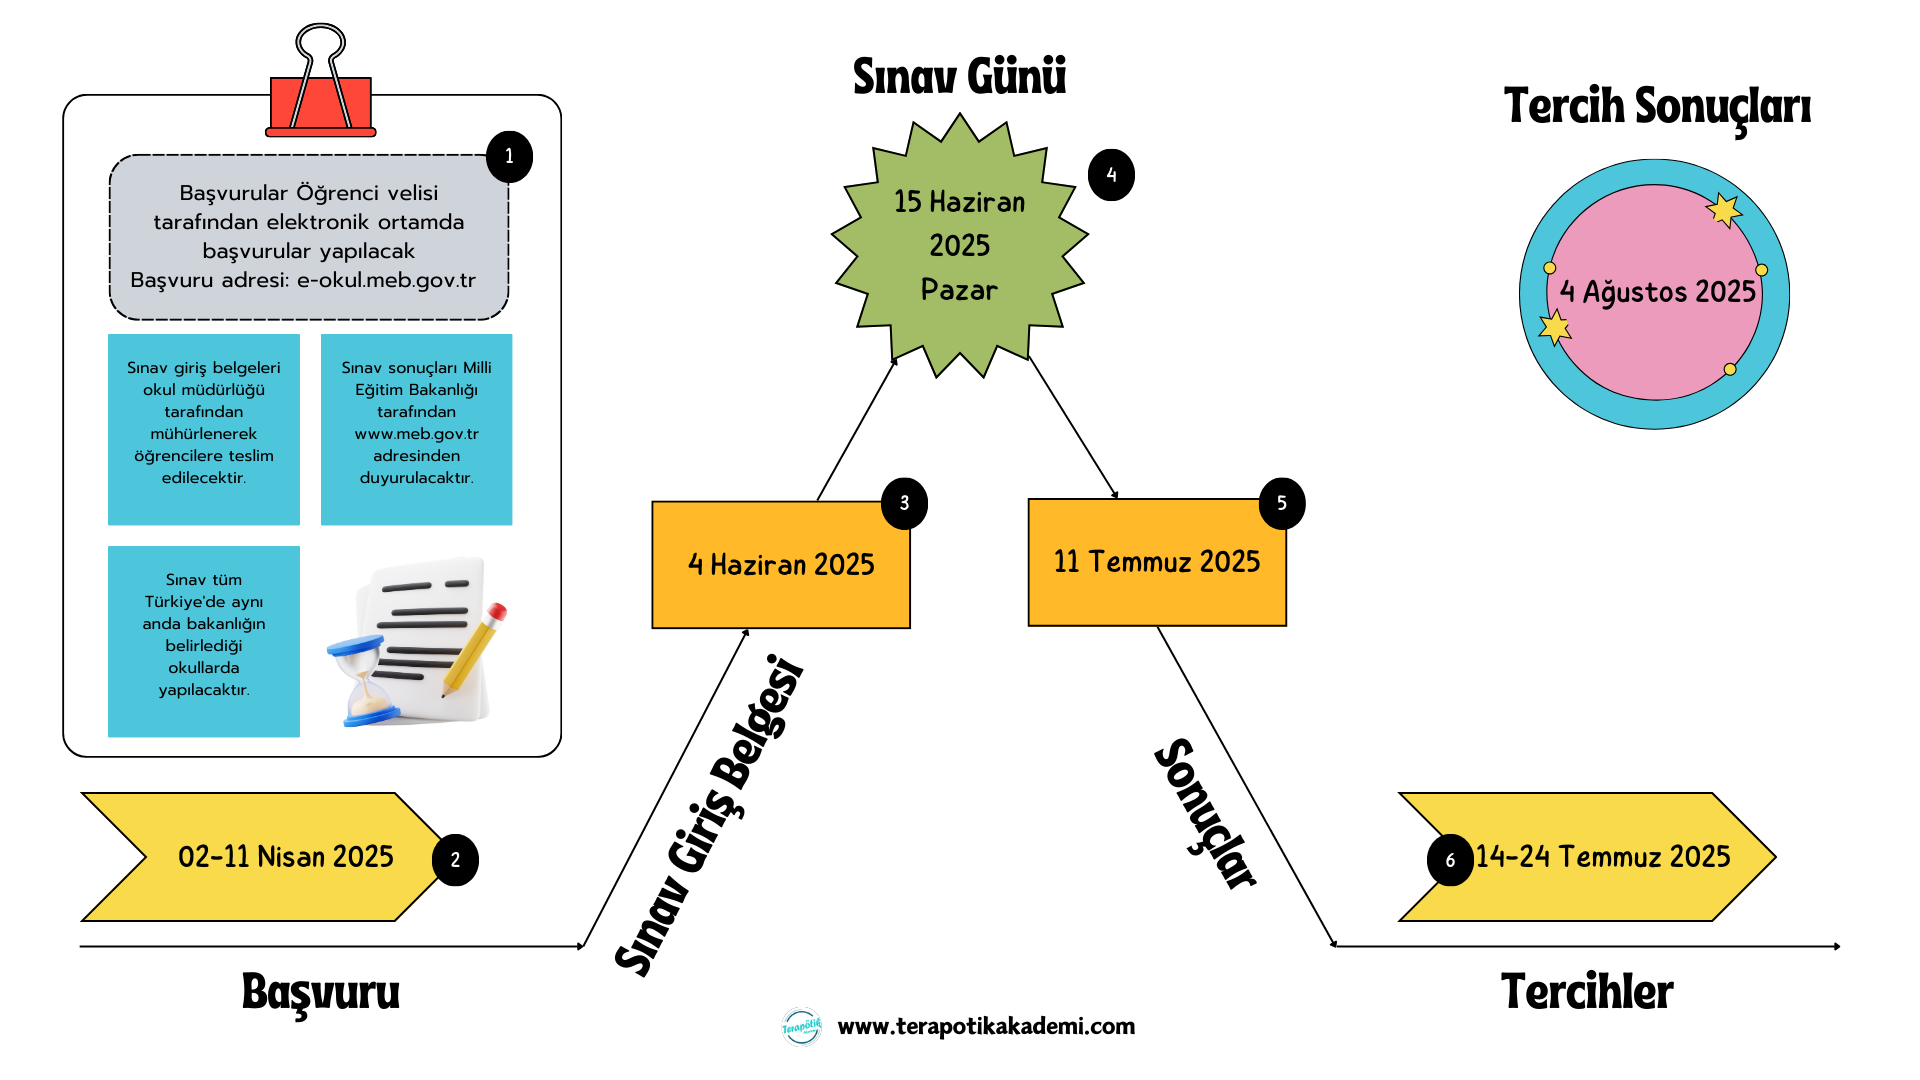 1
Başvurular Öğrenci velisi
tarafından elektronik ortamda
başvurular yapılacak
Başvuru adresi: e-okul.meb.gov.tr
Sınav giriş belgeleri
okul müdürlüğü
tarafından
mühürlenerek
öğrencilere teslim
edilecektir.
Sınav sonuçları Milli
Eğitim Bakanlığı
tarafından
www.meb.gov.tr
adresinden
duyurulacaktır.
Sınav tüm
Türkiye'de aynı
anda bakanlığın
belirlediği
okullarda
yapılacaktır.
02-11 Nisan 2025
2
Başvuru
Sınav Giriş Belgesi
3
4 Haziran 2025
Sınav Günü
4
15 Haziran
2025
Pazar
5
11 Temmuz 2025
Sonuçlar
6
14-24 Temmuz 2025
Tercihler
Tercih Sonuçları
4 Ağustos 2025
Terapötik
www.terapotikakademi.com